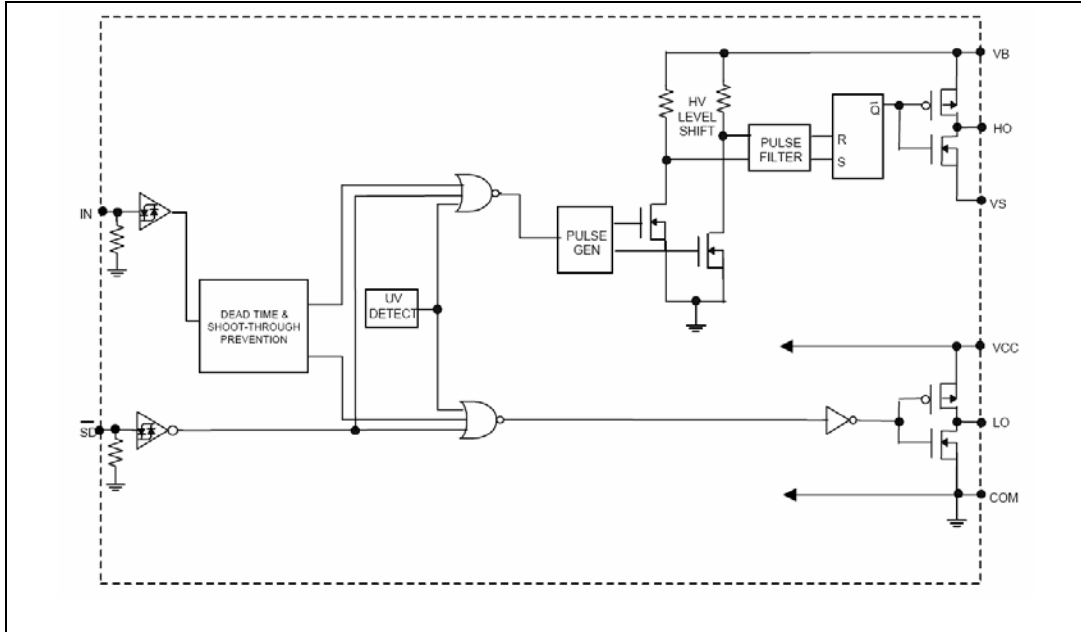 VB
HV
LEVEL
SHIFT
Q̅
PULSE
FILTER
R
S
HO
VS
IN
PULSE
GEN
UV
DETECT
DEAD TIME &
SHOOT-THROUGH
PREVENTION
VCC
S̅D̅
LO
COM